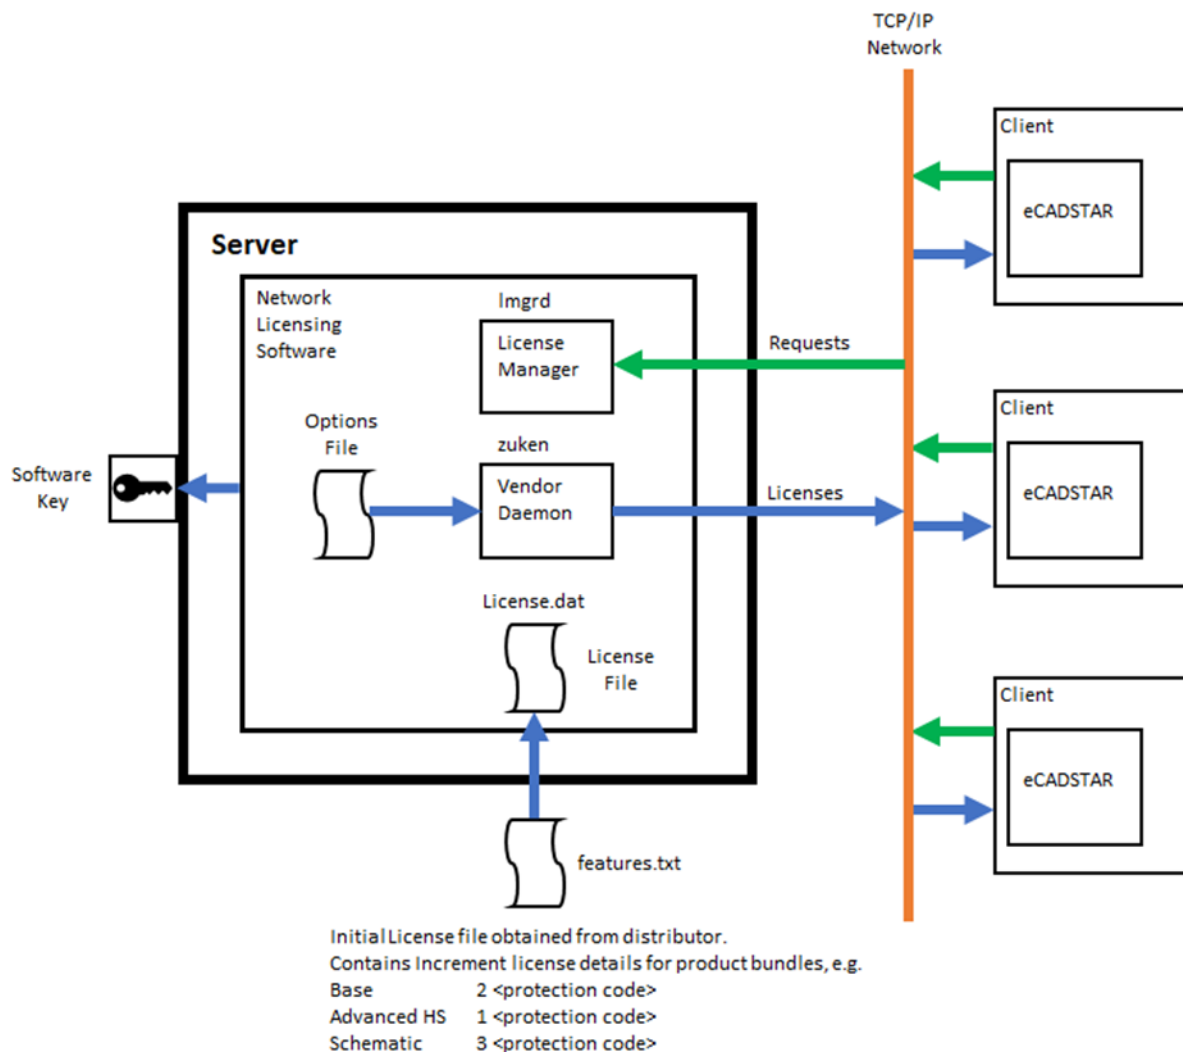 TCP/IP
Network
Client
eCADSTAR
Server
Network
Licensing
Software
lmgrd
License
Manager
Requests
Client
eCADSTAR
Options
File
zuken
Vendor
Daemon
Licenses
Software
Key
License.dat
License
File
Client
eCADSTAR
features.txt
Initial License file obtained from distributor.
Contains Increment license details for product bundles, e.g.
Base 2 <protection code>
Advanced HS 1 <protection code>
Schematic 3 <protection code>